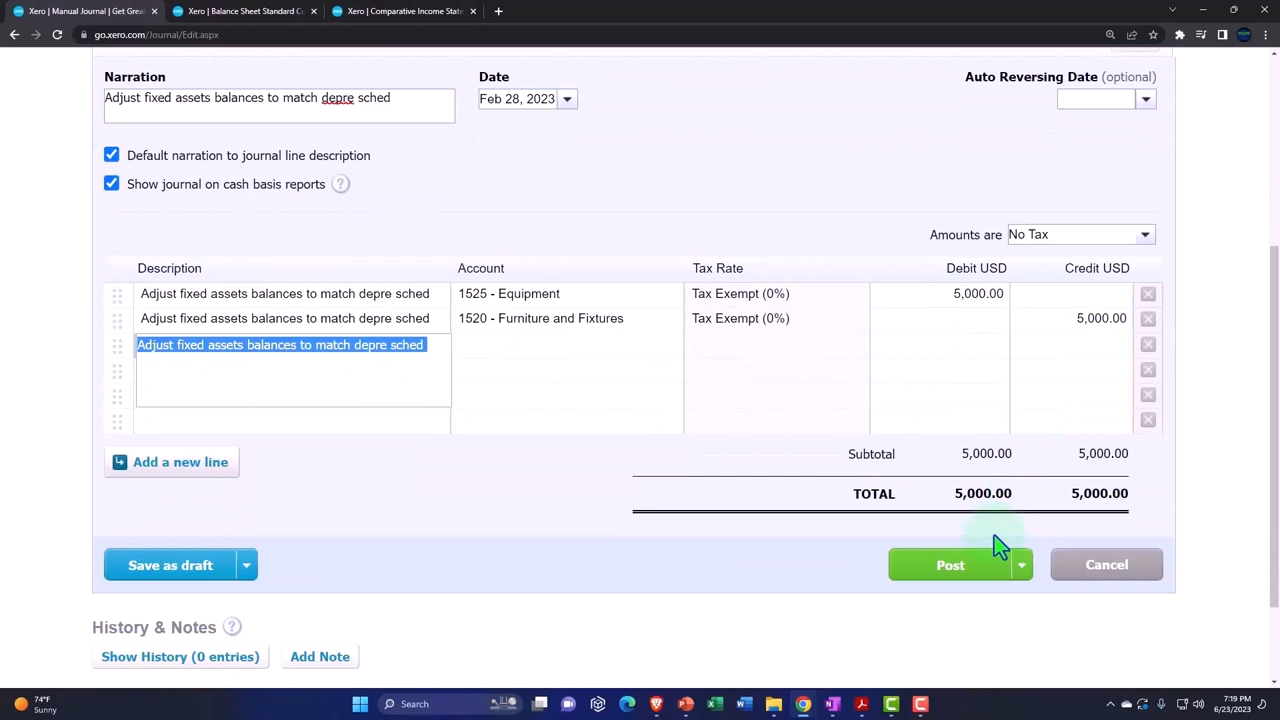 Xero | Manual Journal | Get Grea
Xero | Balance Sheet Standard C
Xero | Comparative Income State
go.xero.com/Journal/Edit.aspx
Narration
Date
Auto Reversing Date (optional)
Adjust fixed assets balances to match depre sched
Feb 28, 2023
Default narration to journal line description
Show journal on cash basis reports ?
Amounts are No Tax
Description Account Tax Rate Debit USD Credit USD
Adjust fixed assets balances to match depre sched 1525 - Equipment Tax Exempt (0%) 5,000.00
Adjust fixed assets balances to match depre sched 1520 - Furniture and Fixtures Tax Exempt (0%) 5,000.00
Adjust fixed assets balances to match depre sched
Add a new line
Subtotal 5,000.00 5,000.00
TOTAL 5,000.00 5,000.00
Save as draft
Post
Cancel
History & Notes ?
Show History (0 entries)
Add Note
74°F
Sunny
Search
7:19 PM
6/23/2023